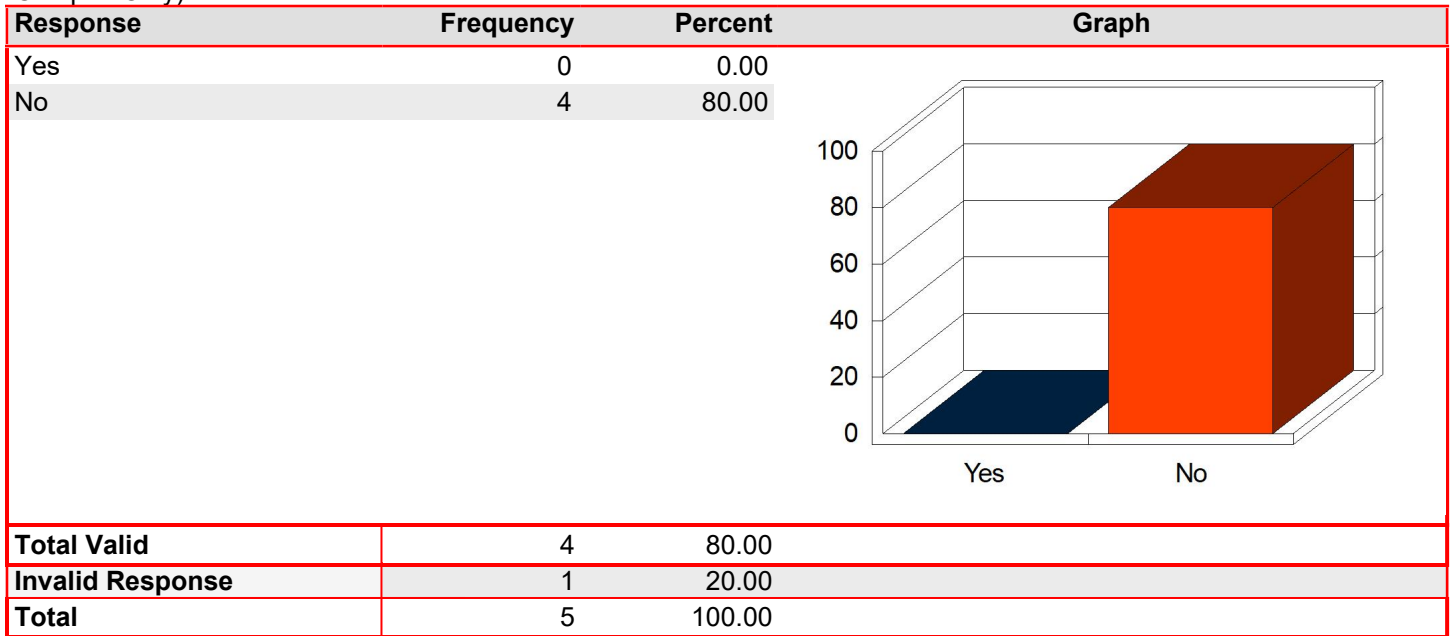 Response Frequency Percent Graph
Yes 0 0.00
No 4 80.00
100
80
60
40
20
0
Yes No
Total Valid 4 80.00
Invalid Response 1 20.00
Total 5 100.00